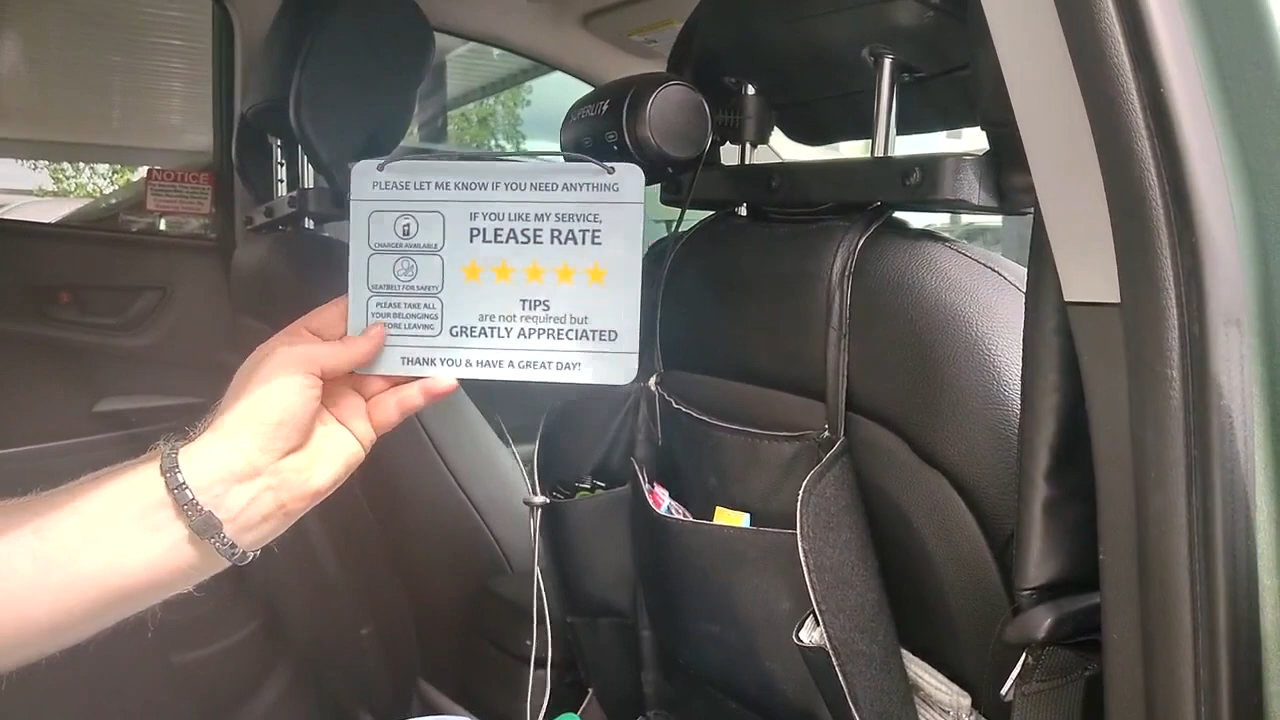 NOTICE
SUPERLIT
PLEASE LET ME KNOW IF YOU NEED ANYTHING
CHARGER AVAILABLE
SEATBELT FOR SAFETY
PLEASE TAKE ALL
YOUR BELONGINGS
EFORE LEAVING
IF YOU LIKE MY SERVICE,
PLEASE RATE
TIPS
are not required but
GREATLY APPRECIATED
THANK YOU & HAVE A GREAT DAY!